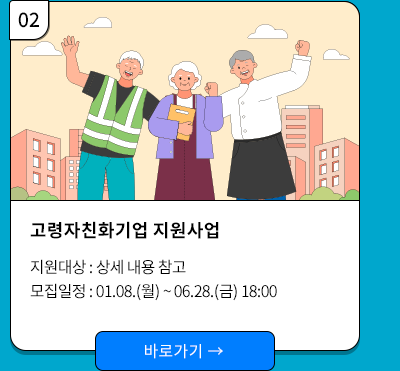 02
고령자친화기업 지원사업
지원대상 : 상세 내용 참고
모집일정 : 01.08.(월) ~ 06.28.(금) 18:00
바로가기 →